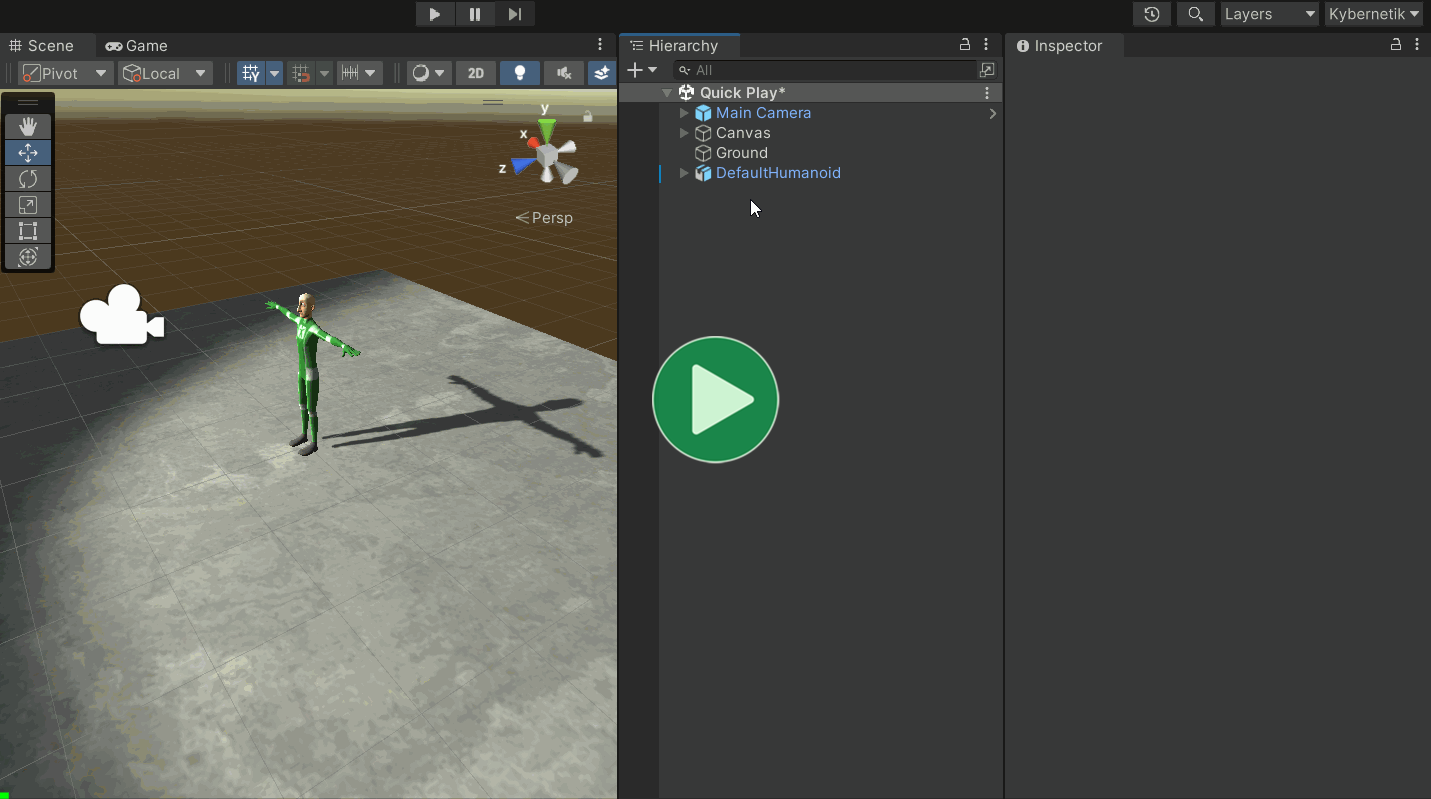 Layers
Kybernetik
Scene
Game
Hierarchy
Inspector
Pivot
Local
2D
All
Quick Play*
Main Camera
Canvas
Ground
DefaultHumanoid
y
x
z
Persp